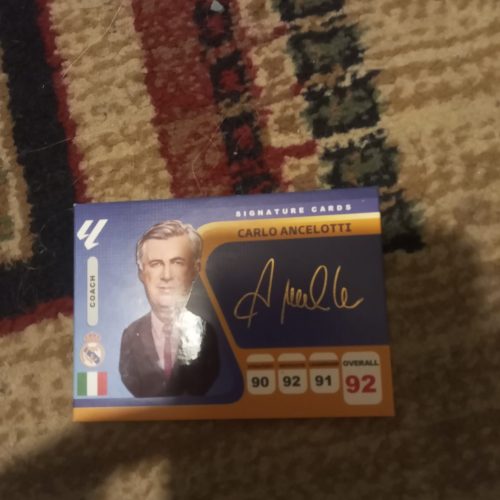 SIGNATURE CARDS
CARLO ANCELOTTI
COACH
90 92 91
OVERALL
92